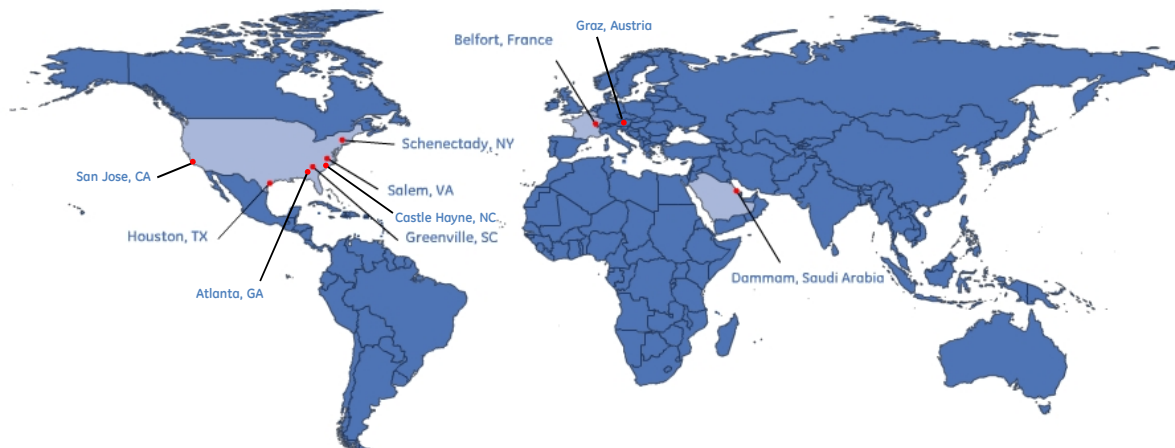 Graz, Austria
Belfort, France
Schenectady, NY
San Jose, CA
Salem, VA
Castle Hayne, NC
Houston, TX
Greenville, SC
Dammam, Saudi Arabia
Atlanta, GA